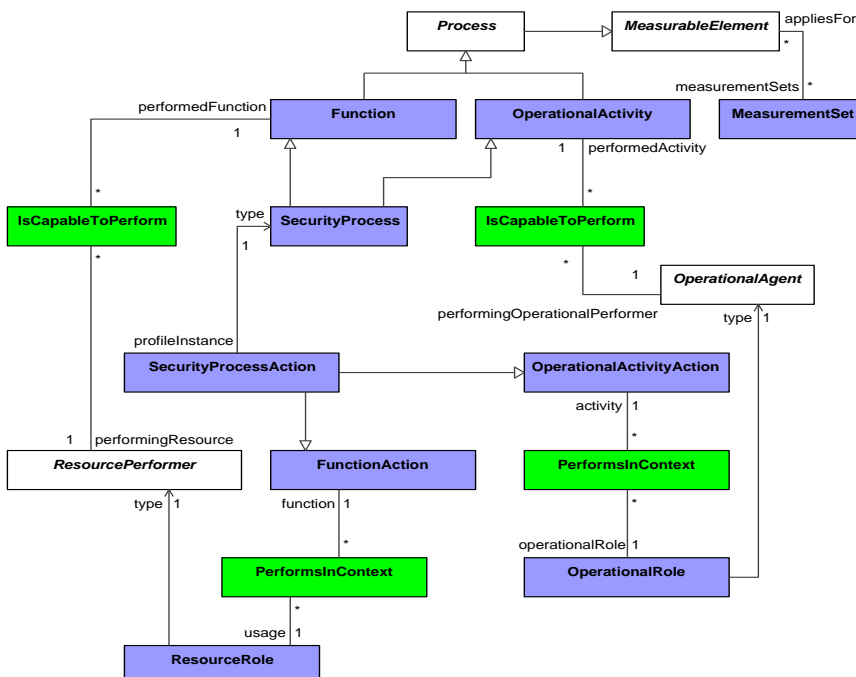 Process
MeasurableElement
appliesFor
*
measurementSets
*
performedFunction
1
Function
OperationalActivity
MeasurementSet
1
performedActivity
*
*
IsCapableToPerform
type
SecurityProcess
IsCapableToPerform
*
1
*
1
OperationalAgent
performingOperationalPerformer
type
1
profileInstance
SecurityProcessAction
OperationalActivityAction
activity
1
*
1
performingResource
ResourcePerformer
FunctionAction
PerformsInContext
type
1
function
1
*
*
operationalRole
1
PerformsInContext
OperationalRole
*
usage
1
ResourceRole